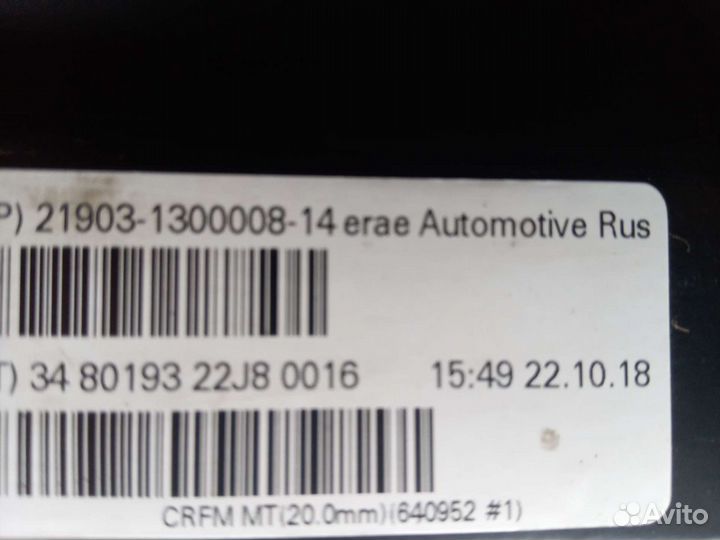 P) 21903-1300008-14 erae Automotive Rus
T) 34 80193 22J8 0016 15:49 22.10.18
CRFM MT(20.0mm)(640952 #1)
Avito